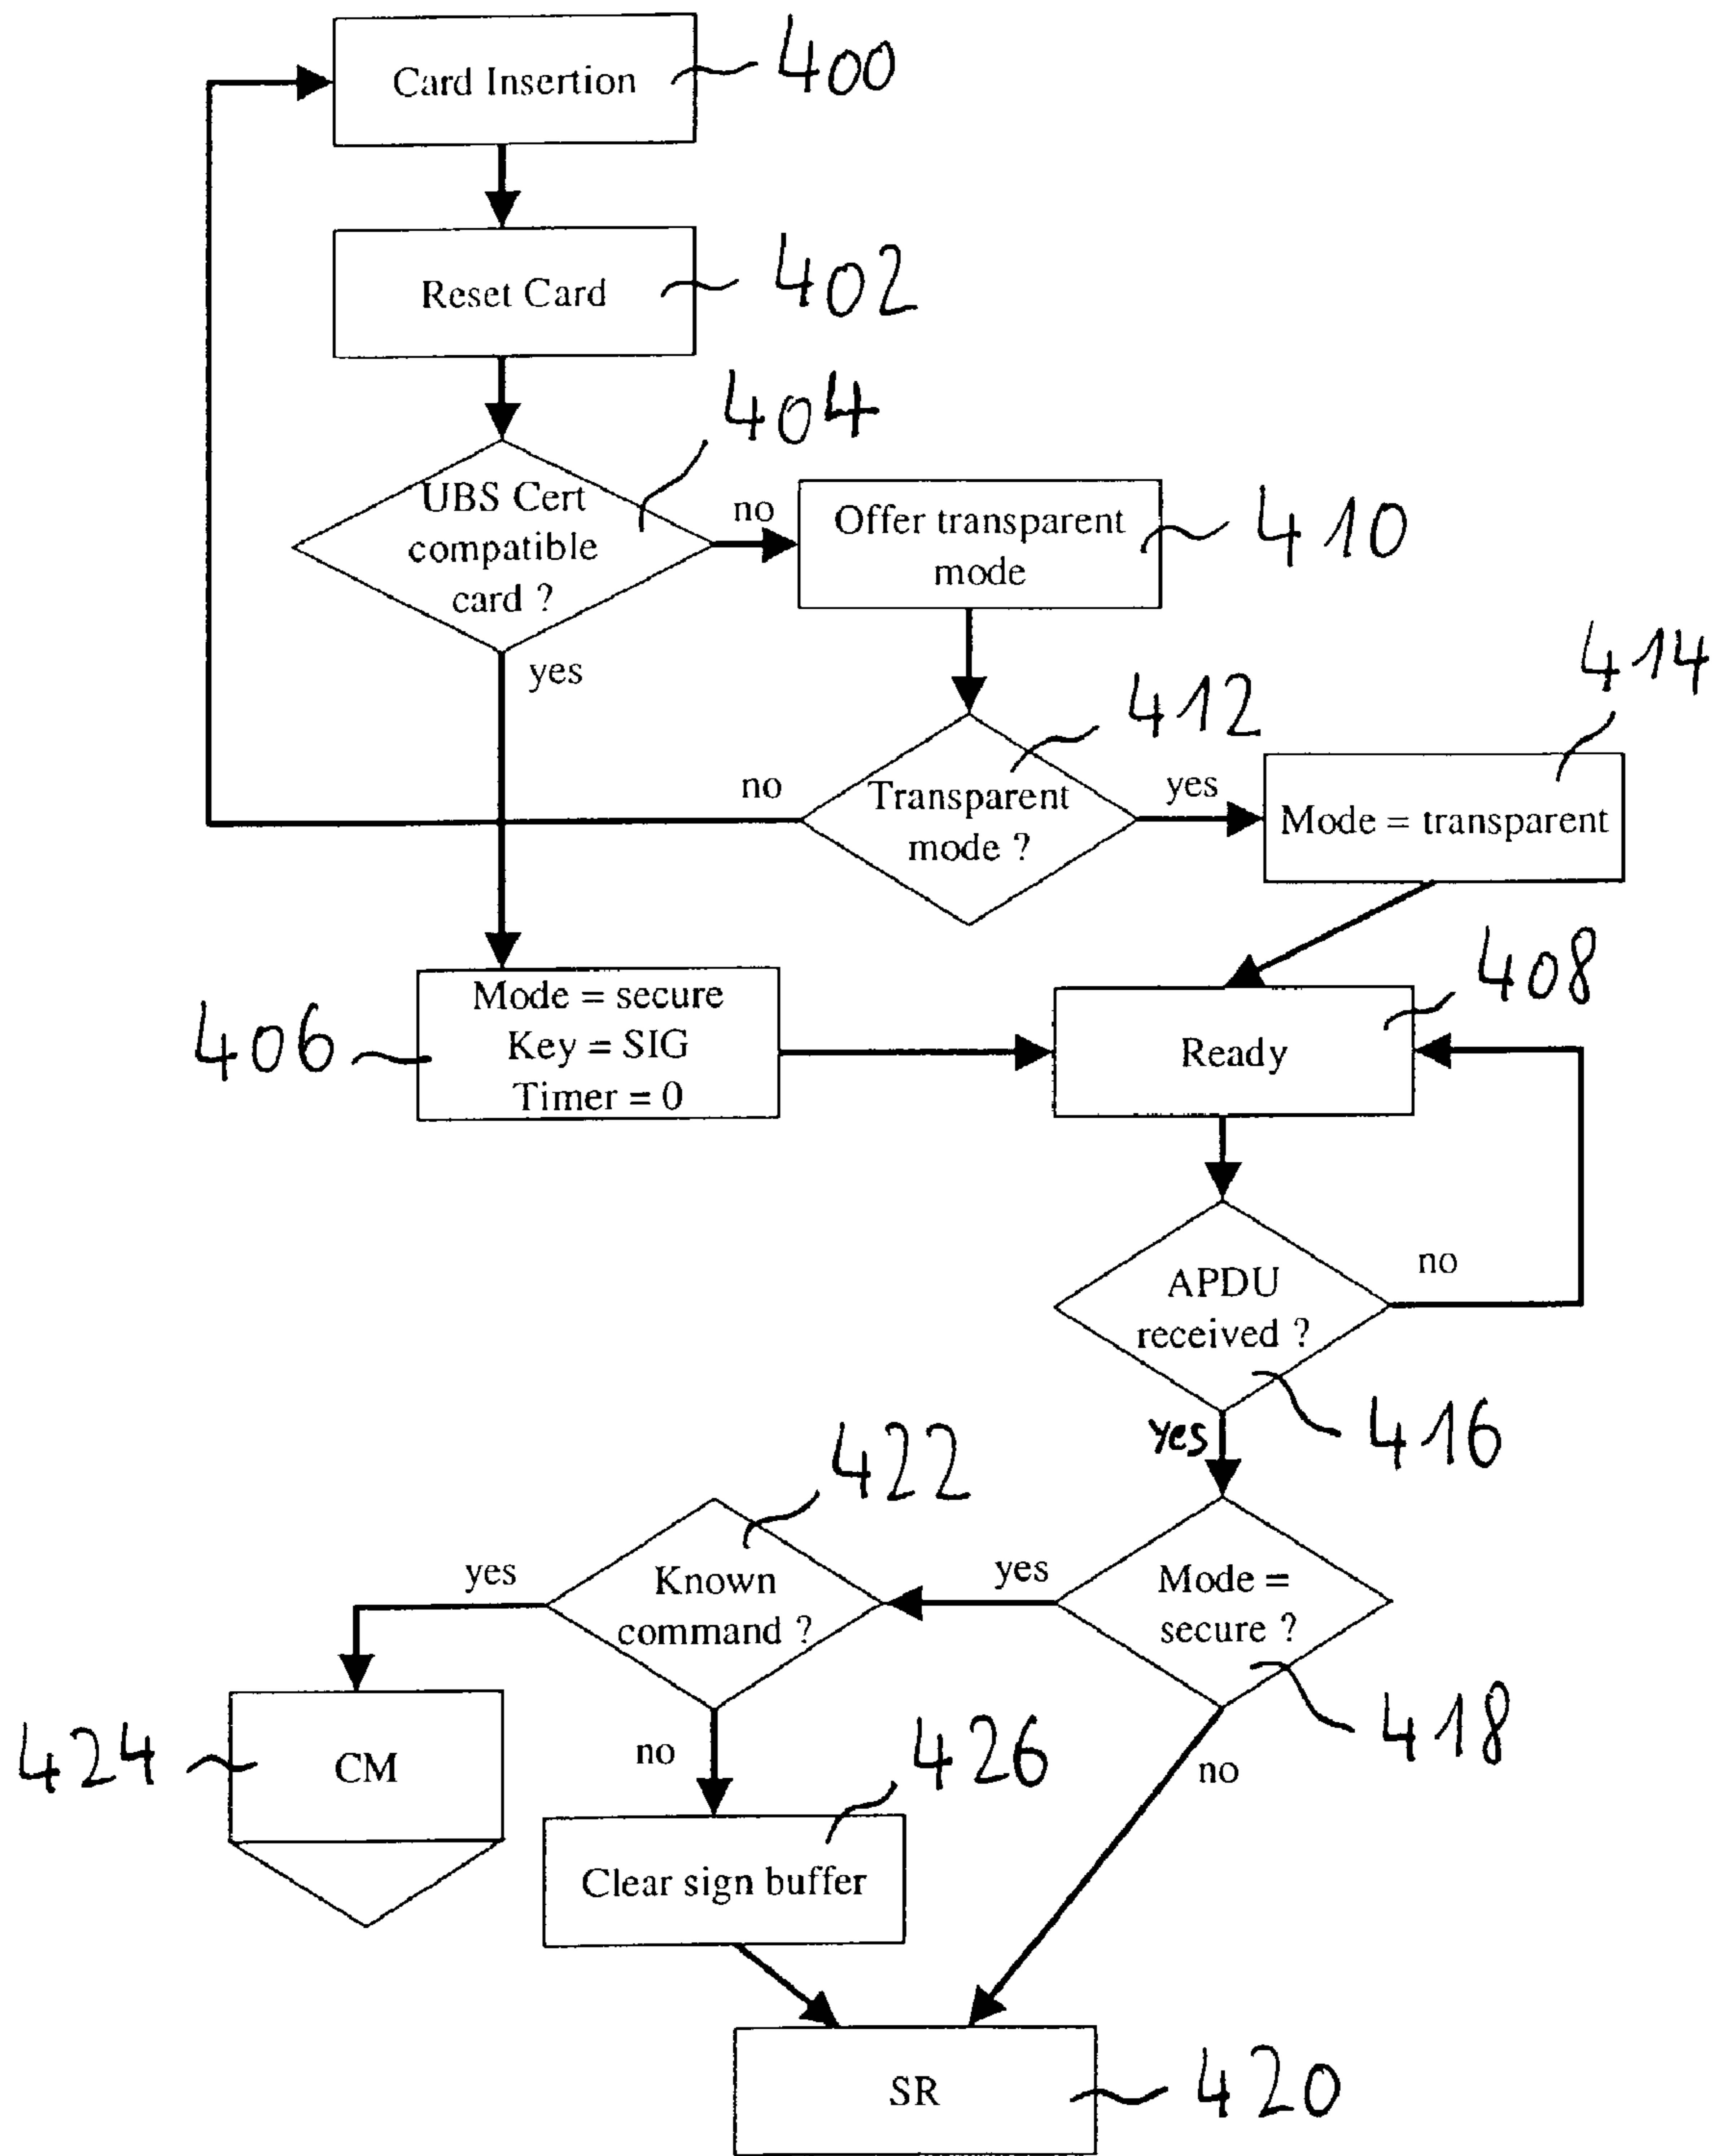 Card Insertion
400
Reset Card
402
404
UBS Cert
compatible
card ?
no
yes
Offer transparent
mode
410
412
414
no
Transparent
mode ?
yes
Mode = transparent
406
Mode = secure
Key = SIG
Timer = 0
408
Ready
APDU
received ?
no
yes
416
422
yes
Known
command ?
yes
Mode =
secure ?
418
no
424
CM
no
426
Clear sign buffer
SR
420